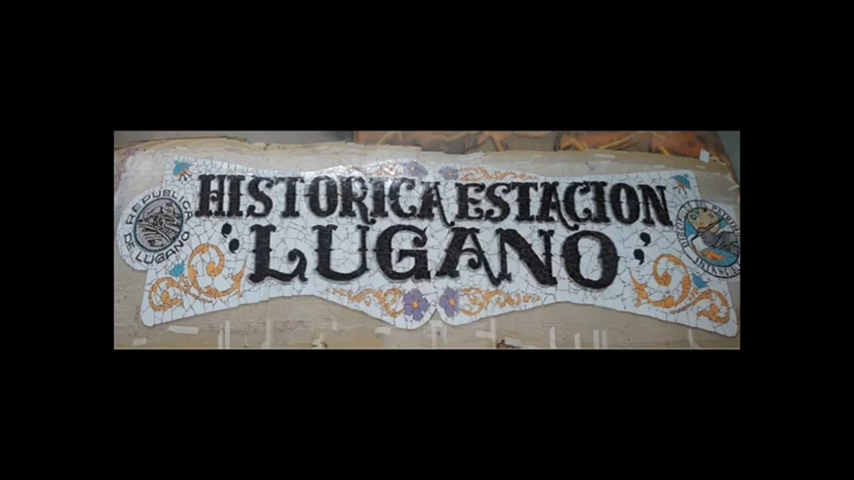 HISTORICA ESTACION
"LUGANO"
REPUBLICA
DE LUGANO